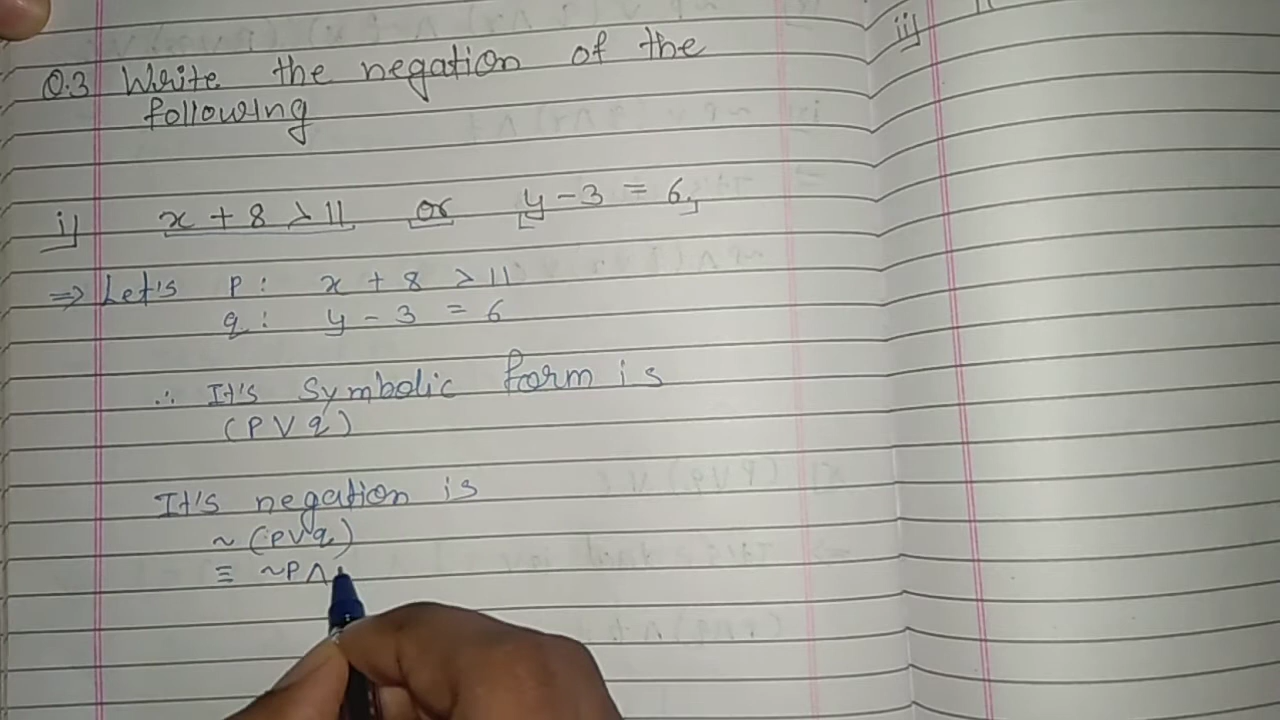 Q.3 Write the negation of the
following
i) x + 8 > 11 or y - 3 = 6.
⇒ Let's p : x + 8 > 11
q : y - 3 = 6
∴ It's symbolic form is
(P V q)
It's negation is
~ (P V q)
≡ ~P ∧
ii)